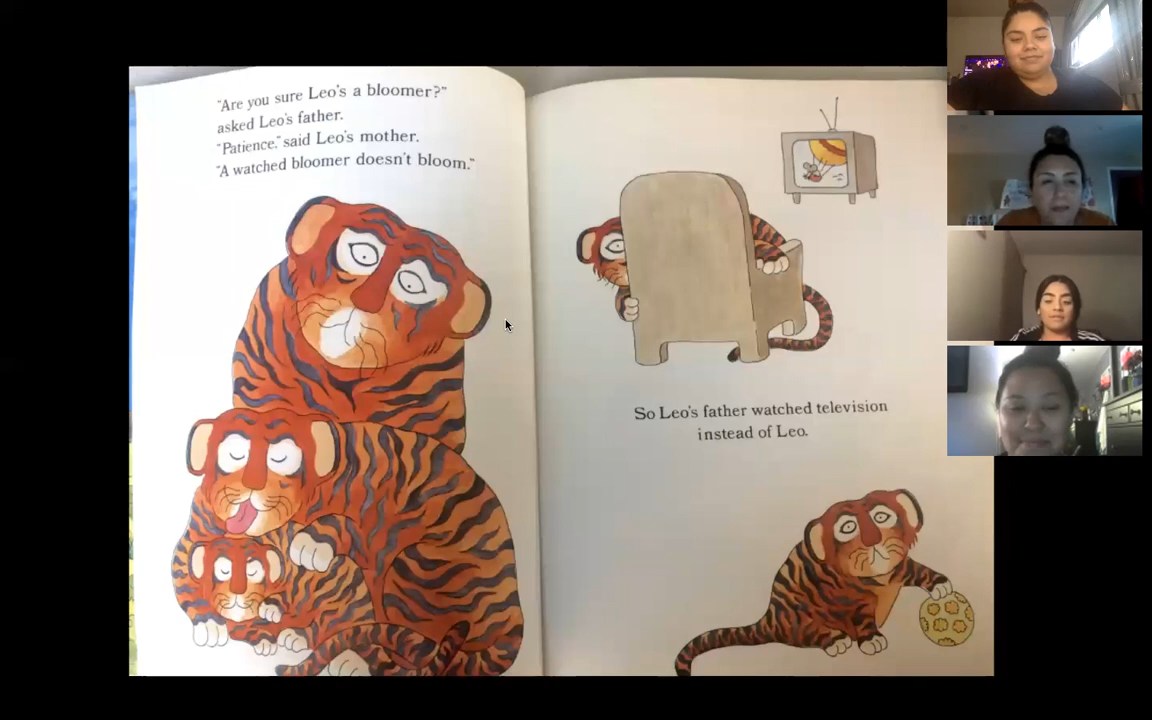 "Are you sure Leo's a bloomer?"
asked Leo's father.
"Patience," said Leo's mother.
"A watched bloomer doesn't bloom."
So Leo's father watched television
instead of Leo.